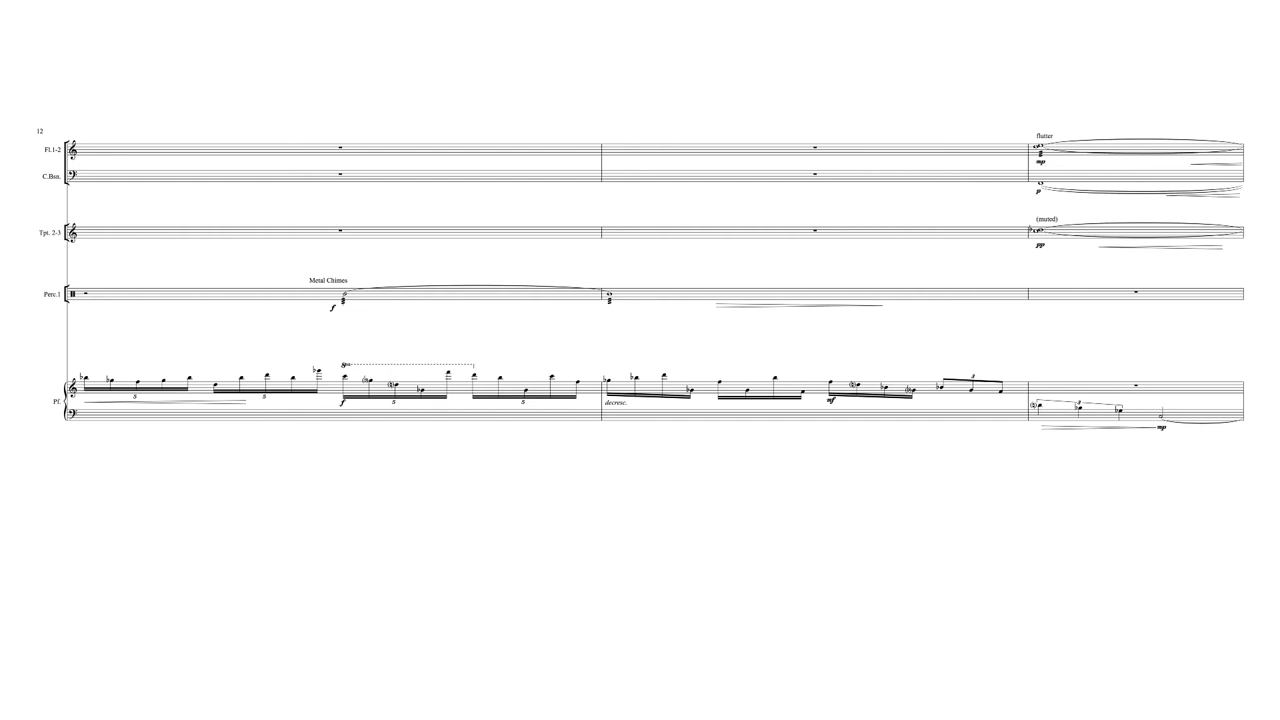 12
flutter
Fl.1-2
mp
C.Bsn.
p
(muted)
Tpt. 2-3
pp
Metal Chimes
Perc.1
f
8va
5
5
f
5
5
decresc.
mf
3
Pf.
3
mp